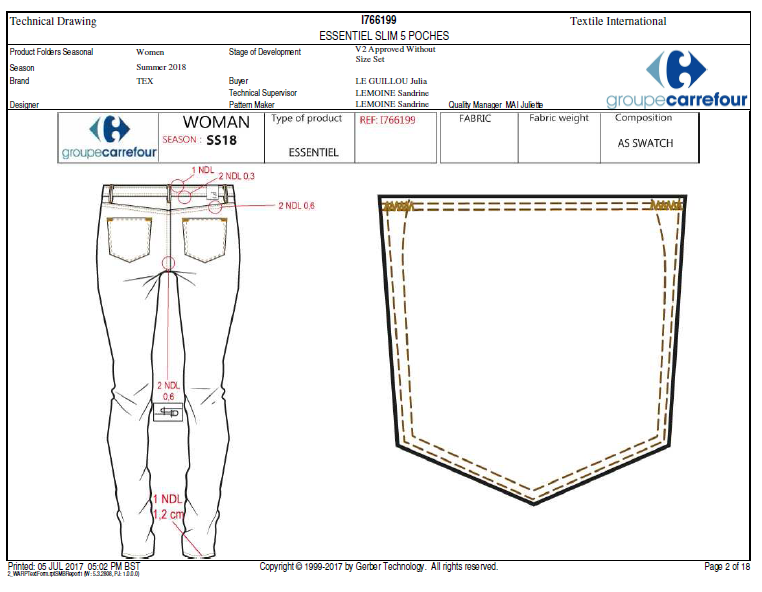 Technical Drawing
I766199
Textile International
ESSENTIEL SLIM 5 POCHES
Product Folders Seasonal
Women
Stage of Development
V2 Approved Without
Size Set
Season
Summer 2018
Brand
TEX
Buyer
LE GUILLOU Julia
Technical Supervisor
LEMOINE Sandrine
Designer
Pattern Maker
LEMOINE Sandrine
Quality Manager MAI Juliette
groupecarrefour
groupecarrefour
WOMAN
SEASON : SS18
Type of product
ESSENTIEL
REF: I766199
FABRIC
Fabric weight
Composition
AS SWATCH
1 NDL
2 NDL 0,3
2 NDL 0,6
2 NDL
0,6
1 NDL
1,2 cm
Printed: 05 JUL 2017 05:02 PM BST
Copyright © 1999-2017 by Gerber Technology. All rights reserved.
Page 2 of 18